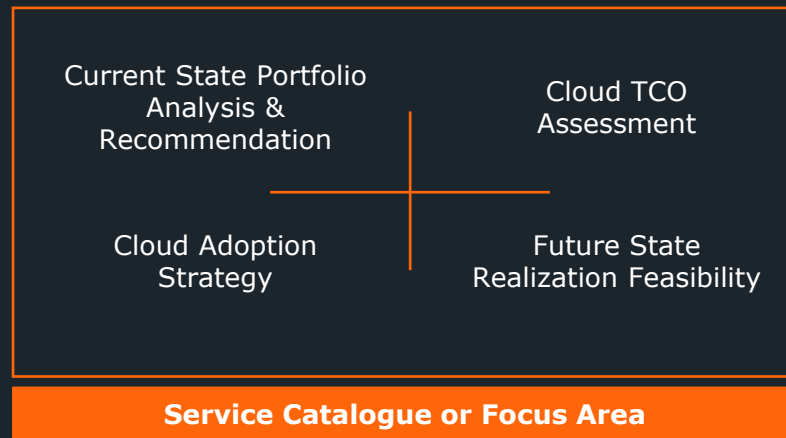 Current State Portfolio
Analysis &
Recommendation
Cloud TCO
Assessment
Cloud Adoption
Strategy
Future State
Realization Feasibility
Service Catalogue or Focus Area